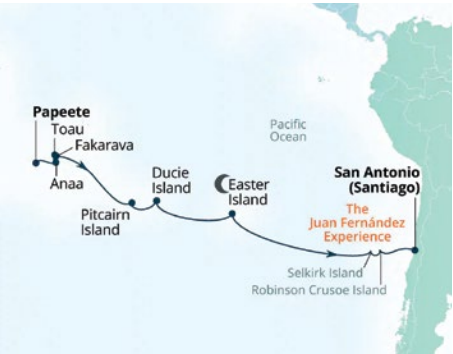 Papeete
Toau
Fakarava
Anaa
Pitcairn
Island
Ducie
Island
Easter
Island
Pacific
Ocean
San Antonio
(Santiago)
The
Juan Fernández
Experience
Selkirk Island
Robinson Crusoe Island